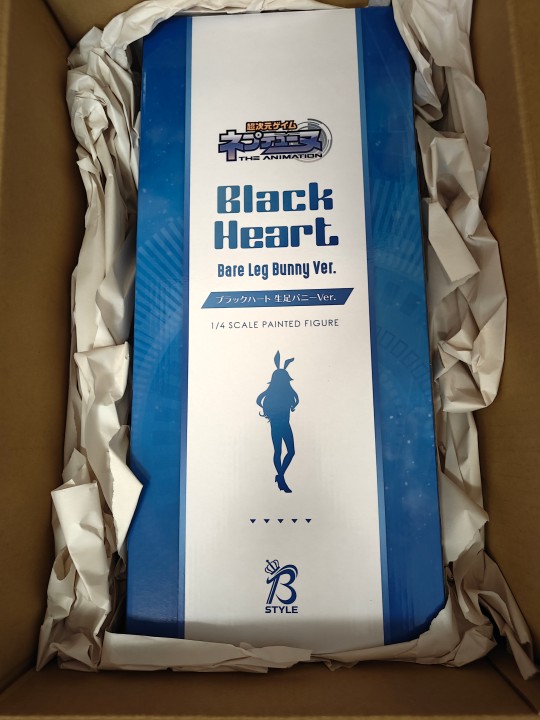 超次元ゲイム
ネプテューヌ
THE ANIMATION
Black
Heart
Bare Leg Bunny Ver.
ブラックハート 生足バニーVer.
1/4 SCALE PAINTED FIGURE
B
STYLE